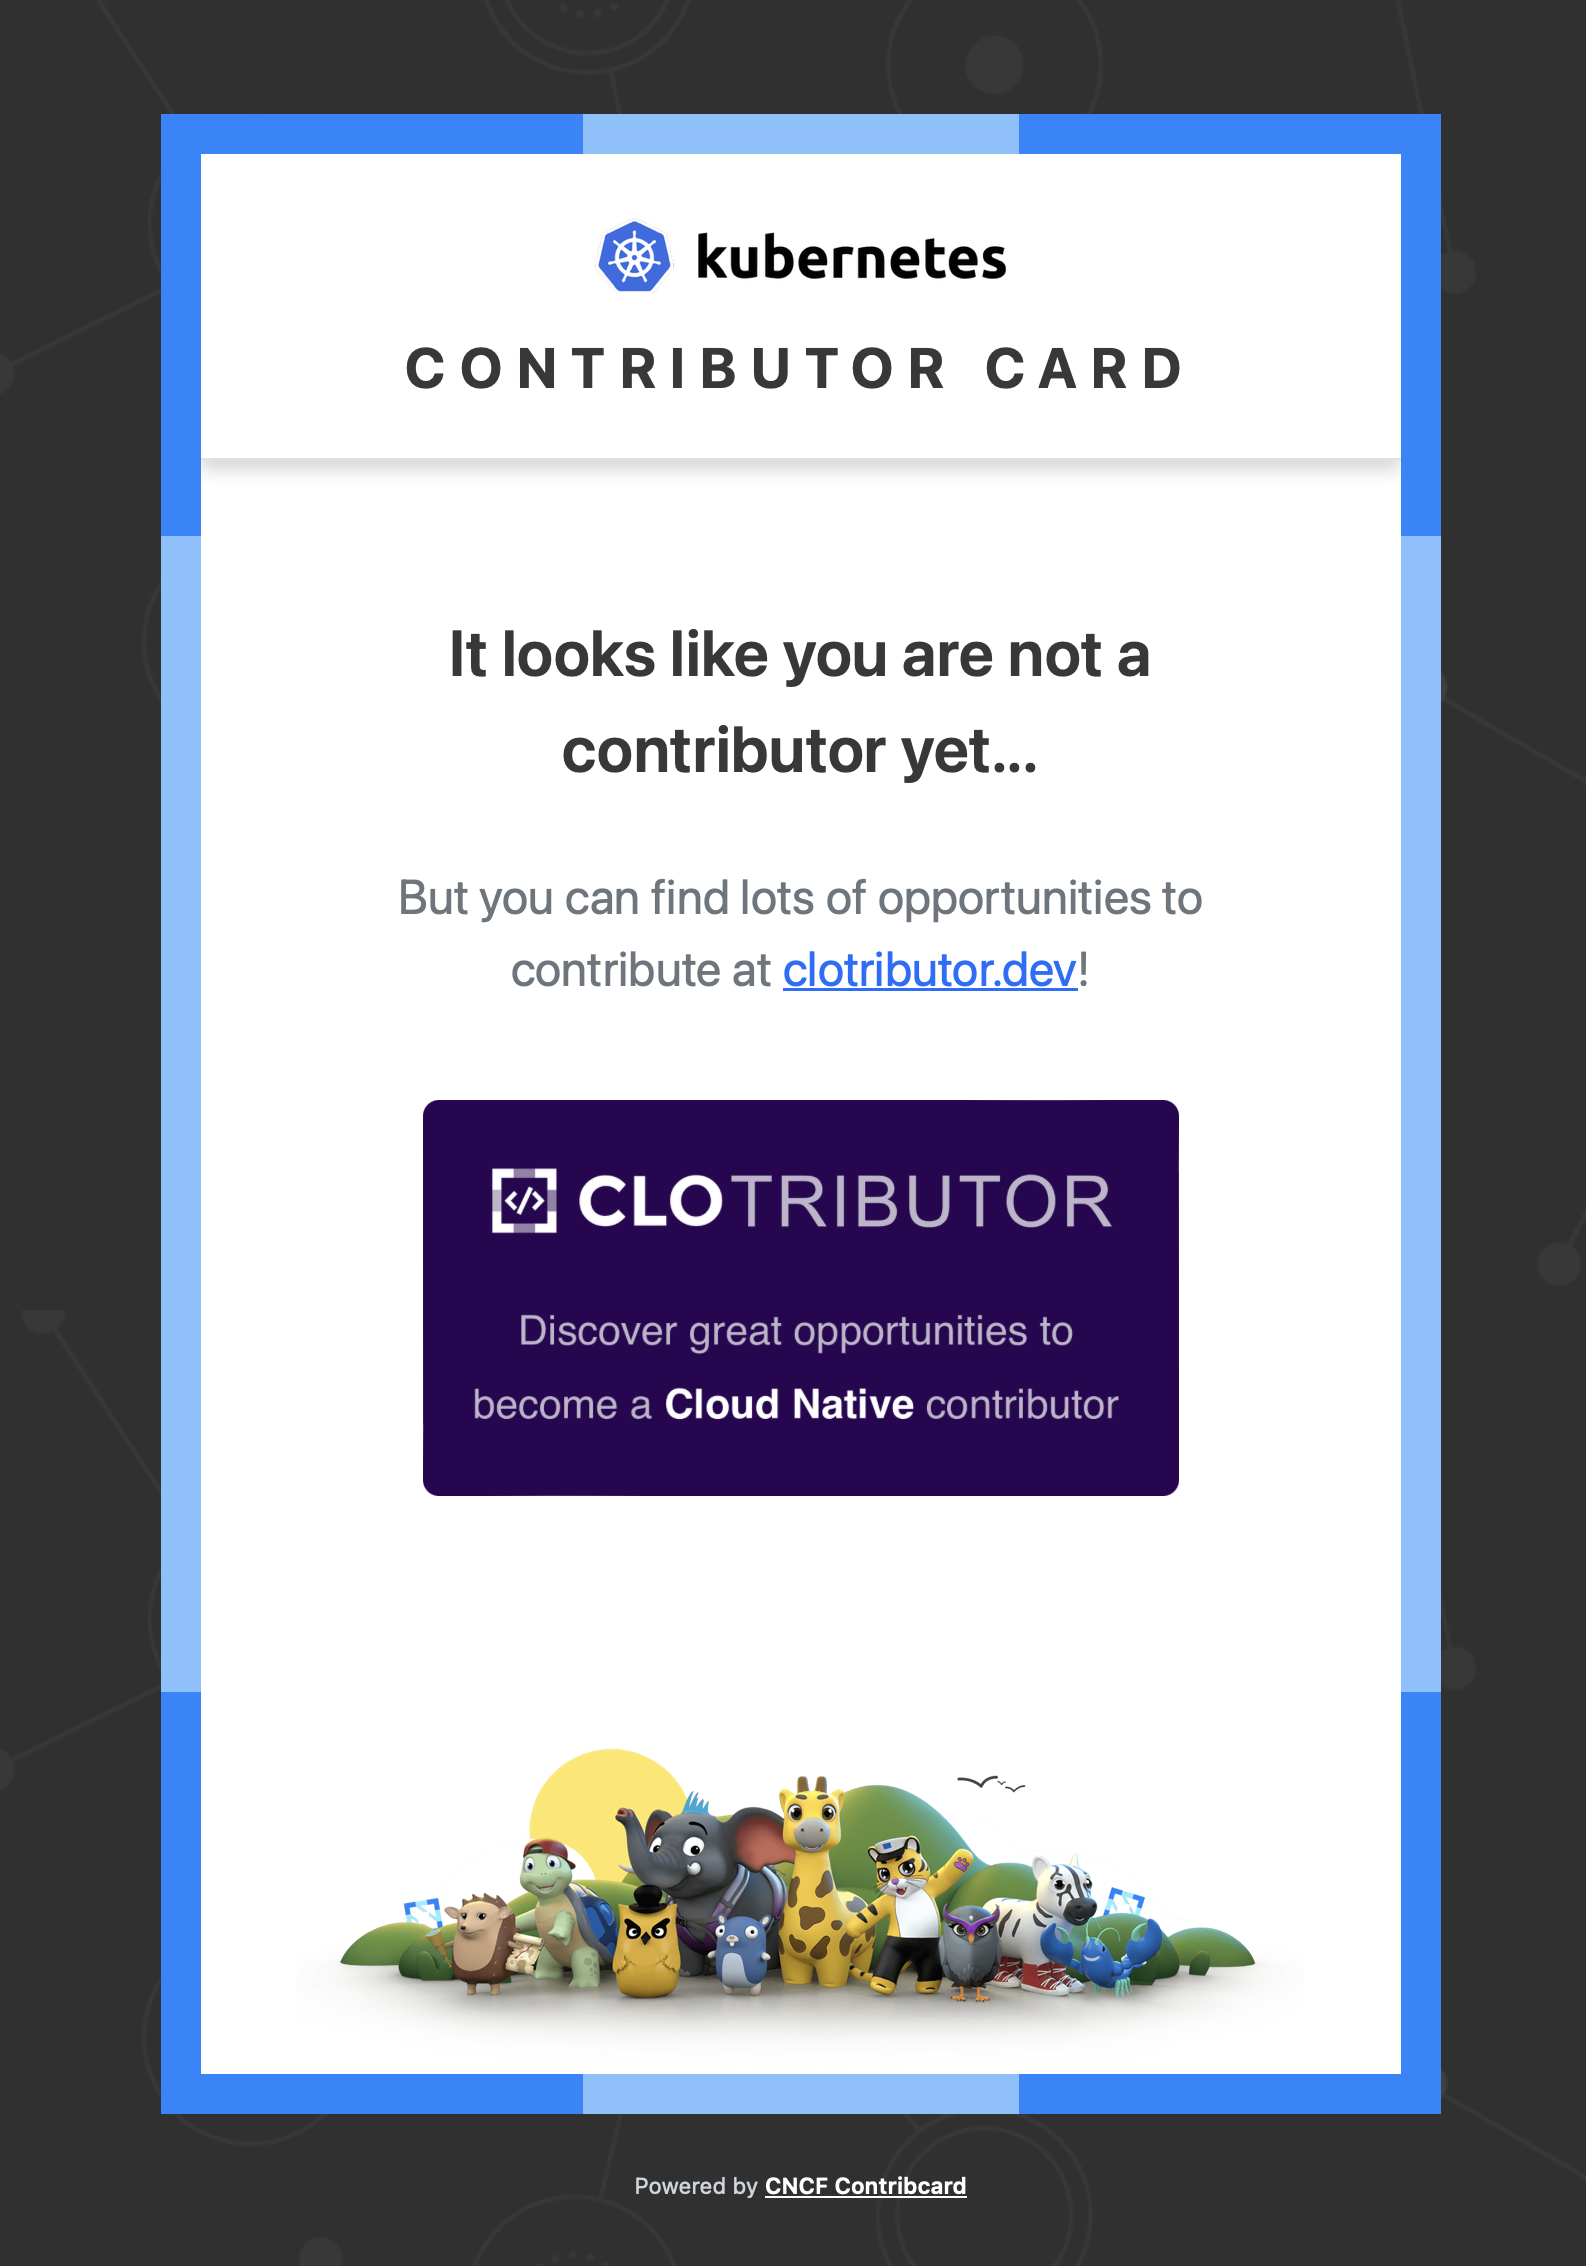 kubernetes
CONTRIBUTOR CARD
It looks like you are not a
contributor yet...
But you can find lots of opportunities to
contribute at clotributor.dev!
</> CLOTRIBUTOR
Discover great opportunities to
become a Cloud Native contributor
Powered by CNCF Contribcard